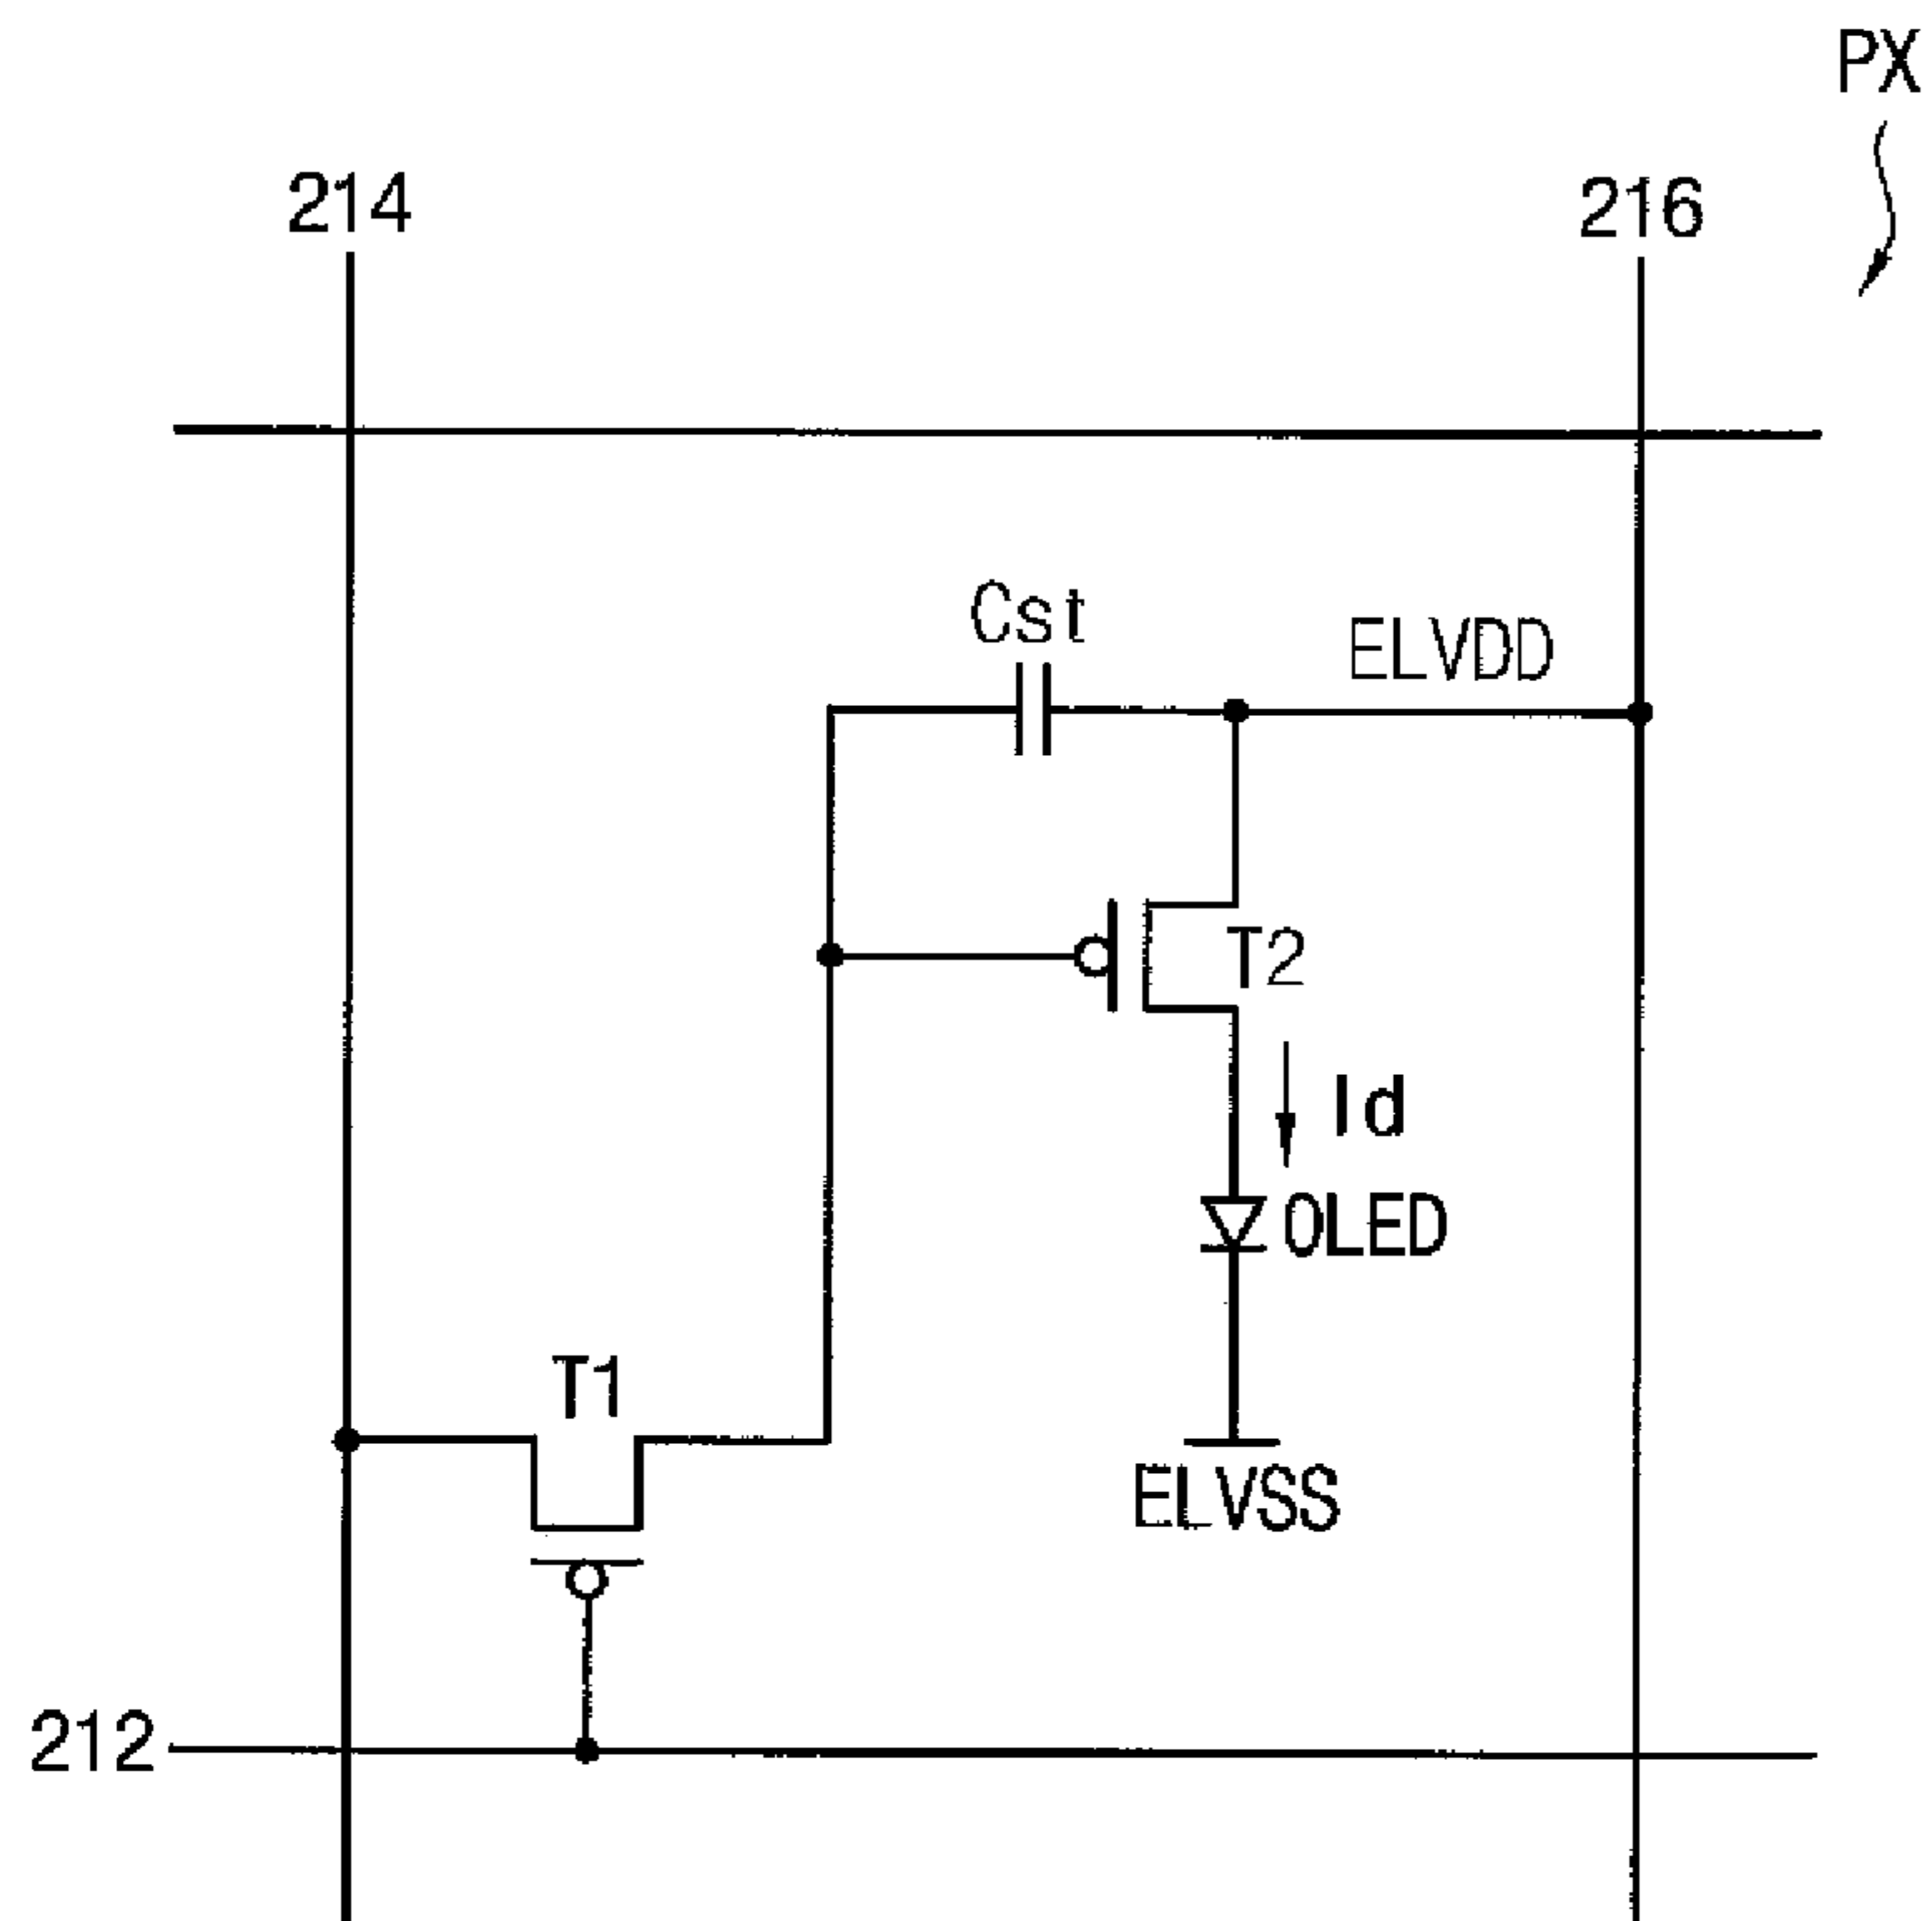 PX
214
216
Cst
ELVDD
T2
Id
OLED
T1
ELVSS
212